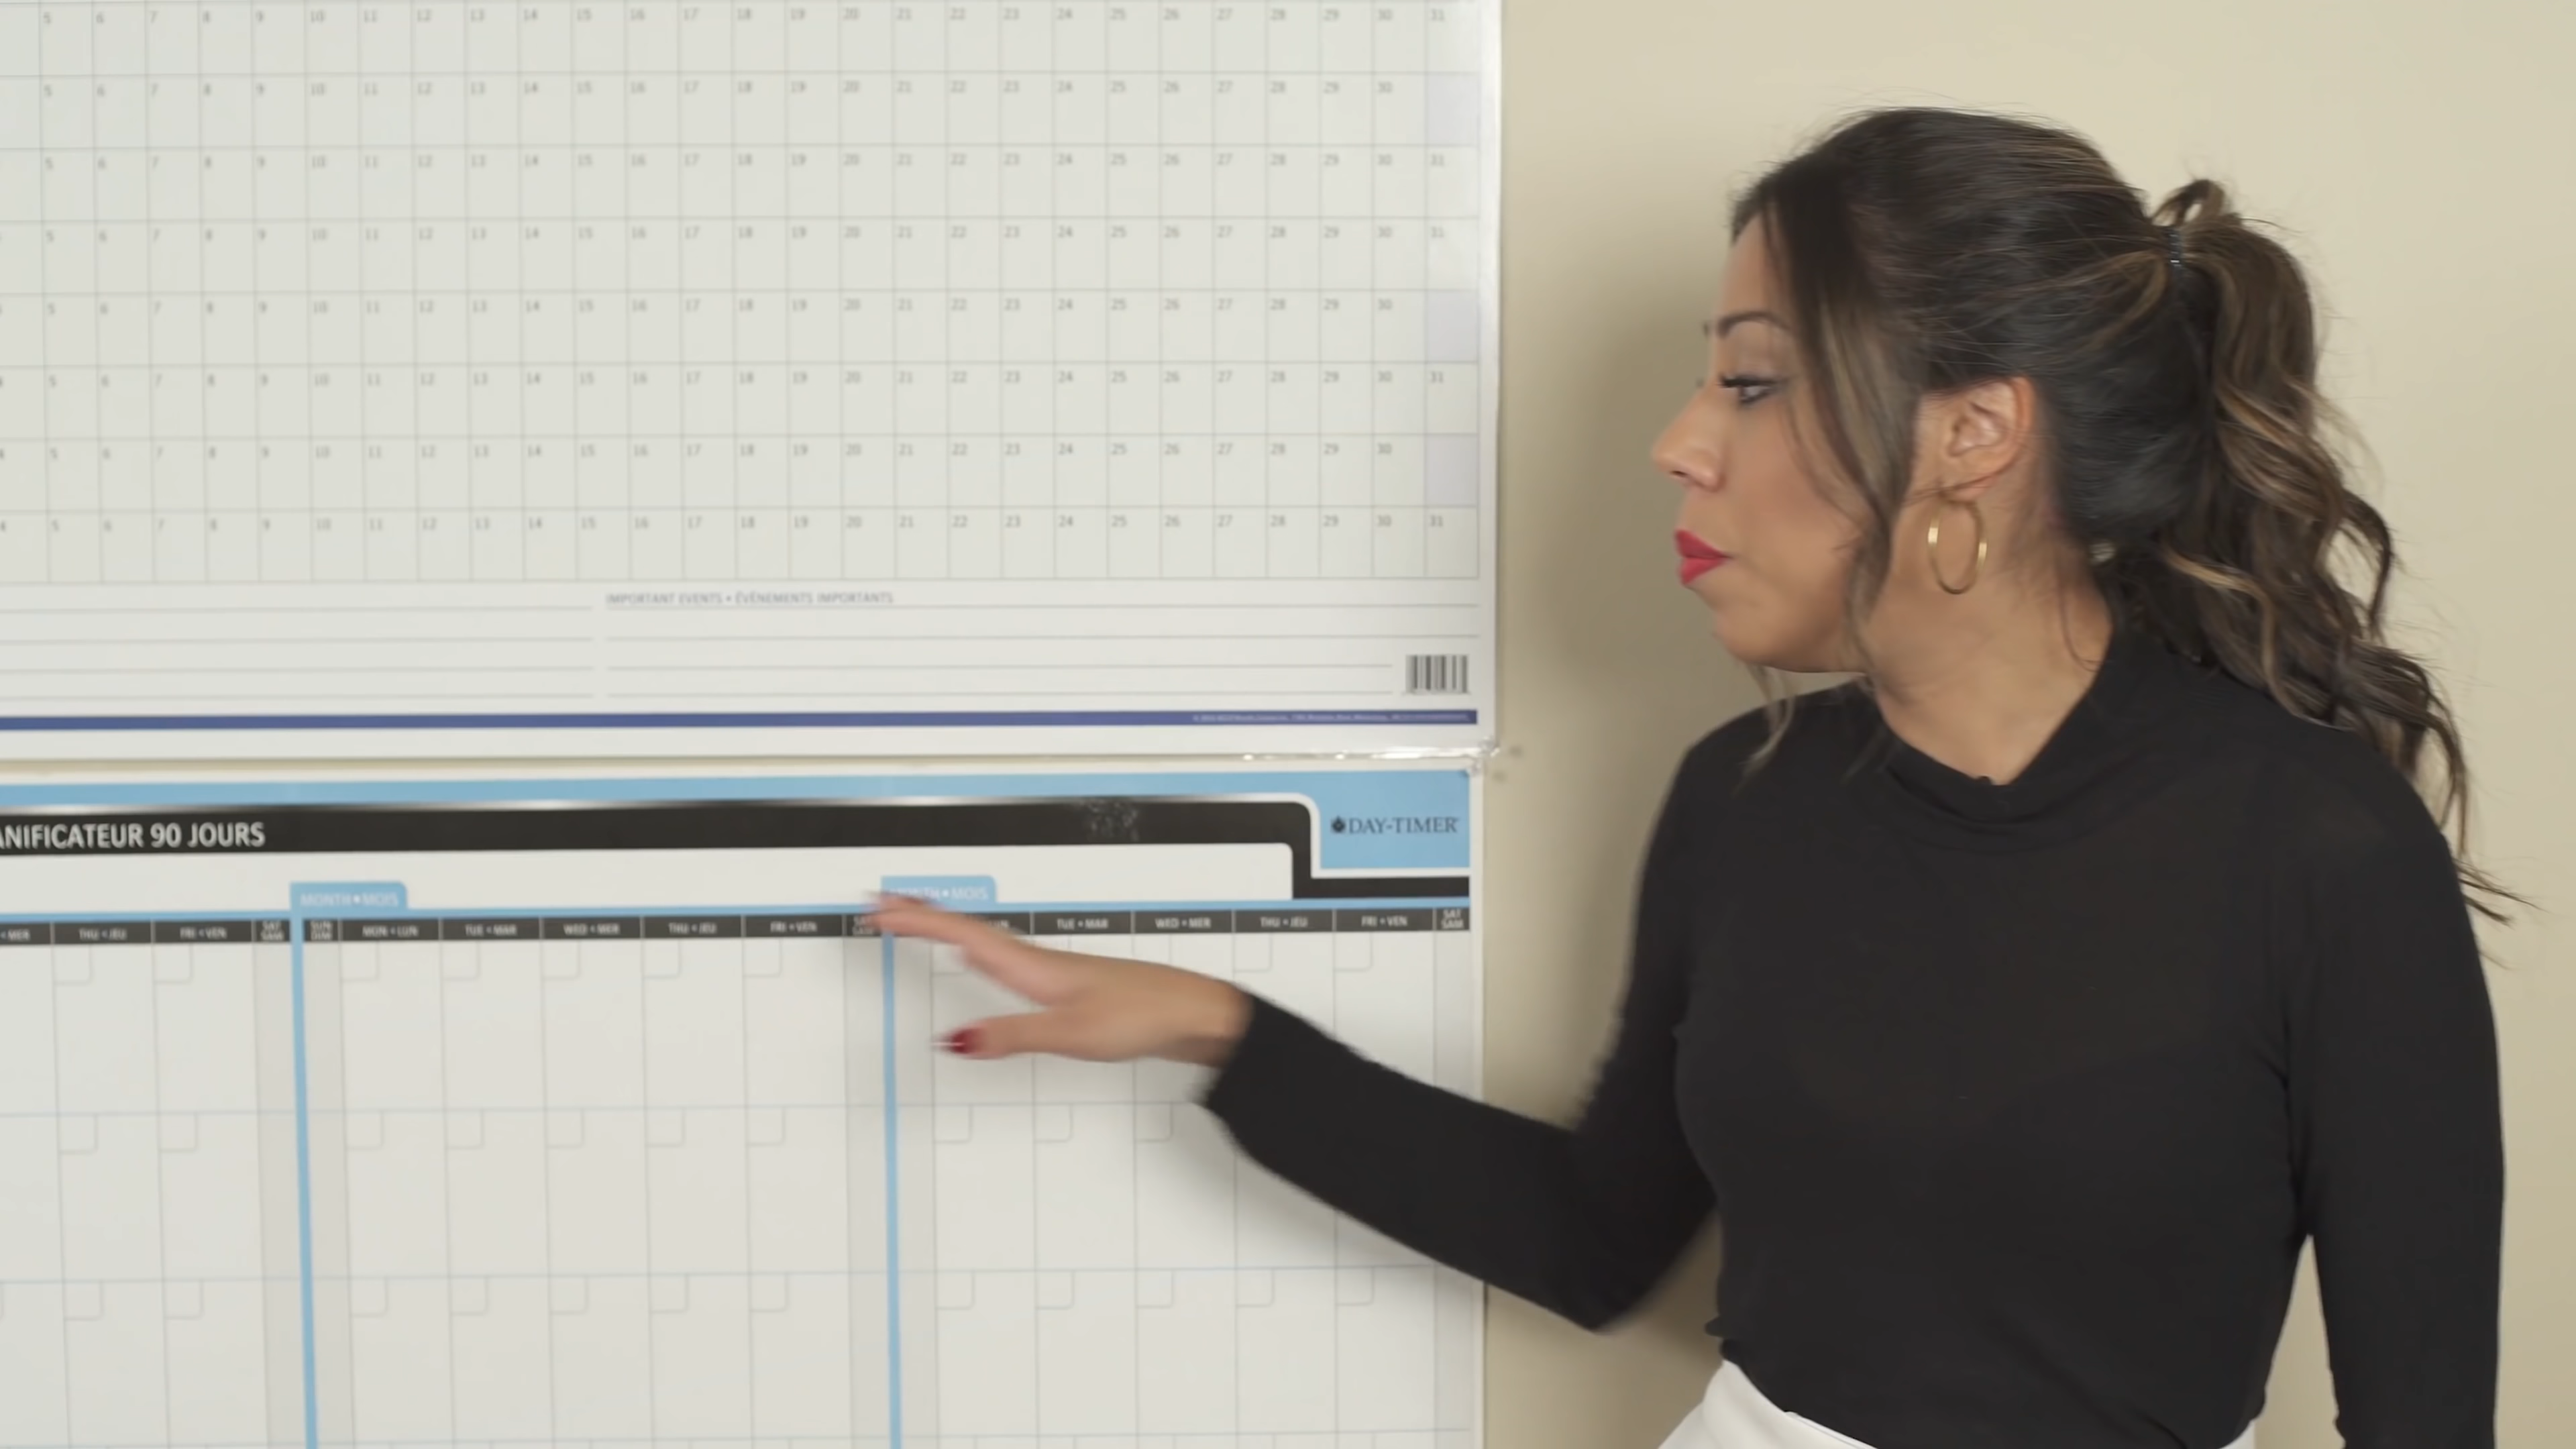 5 6 7 8 9 10 11 12 13 14 15 16 17 18 19 20 21 22 23 24 25 26 27 28 29 30 31
5 6 7 8 9 10 11 12 13 14 15 16 17 18 19 20 21 22 23 24 25 26 27 28 29 30
5 6 7 8 9 10 11 12 13 14 15 16 17 18 19 20 21 22 23 24 25 26 27 28 29 30 31
5 6 7 8 9 10 11 12 13 14 15 16 17 18 19 20 21 22 23 24 25 26 27 28 29 30 31
5 6 7 8 9 10 11 12 13 14 15 16 17 18 19 20 21 22 23 24 25 26 27 28 29 30
5 6 7 8 9 10 11 12 13 14 15 16 17 18 19 20 21 22 23 24 25 26 27 28 29 30 31
4 5 6 7 8 9 10 11 12 13 14 15 16 17 18 19 20 21 22 23 24 25 26 27 28 29 30
4 5 6 7 8 9 10 11 12 13 14 15 16 17 18 19 20 21 22 23 24 25 26 27 28 29 30 31
IMPORTANT EVENTS • ÉVÉNEMENTS IMPORTANTS
ANIFICATEUR 90 JOURS
DAY-TIMER
MONTH • MOIS MONTH • MOIS
• MER THU • JEU FRI • VEN SAT SAM SUN DIM MON • LUN TUE • MAR WED • MER THU • JEU FRI • VEN SAT SAM TUE • MAR WED • MER THU • JEU FRI • VEN SAT SAM